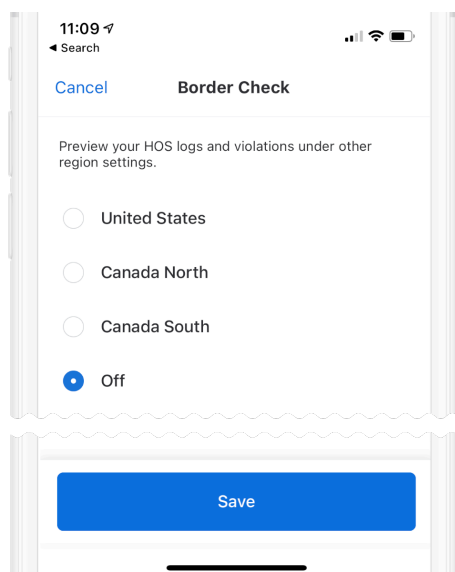 11:09
◀ Search
Cancel
Border Check
Preview your HOS logs and violations under other
region settings.
United States
Canada North
Canada South
Off
Save